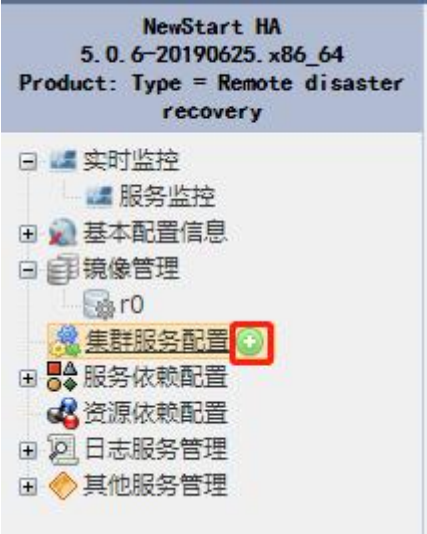 NewStart HA
5.0.6-20190625.x86_64
Product: Type = Remote disaster
recovery
实时监控
服务监控
基本配置信息
镜像管理
r0
集群服务配置
服务依赖配置
资源依赖配置
日志服务管理
其他服务管理